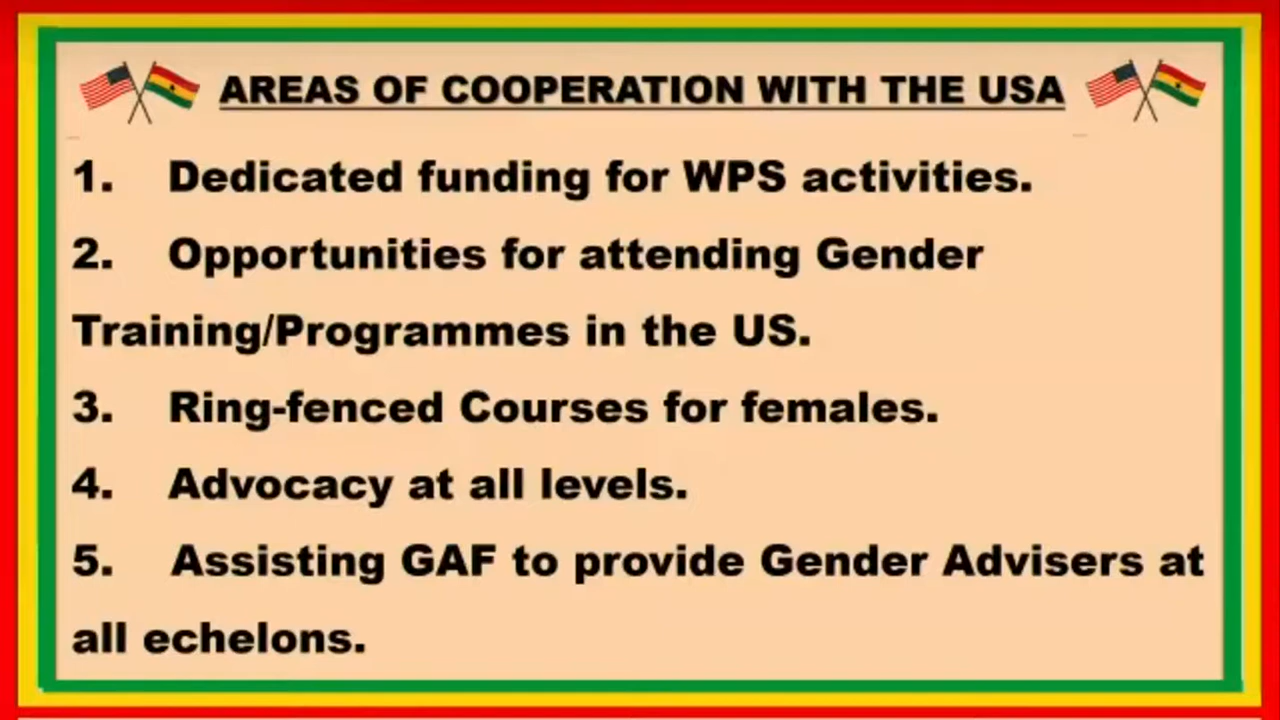 AREAS OF COOPERATION WITH THE USA
1. Dedicated funding for WPS activities.
2. Opportunities for attending Gender
Training/Programmes in the US.
3. Ring-fenced Courses for females.
4. Advocacy at all levels.
5. Assisting GAF to provide Gender Advisers at
all echelons.